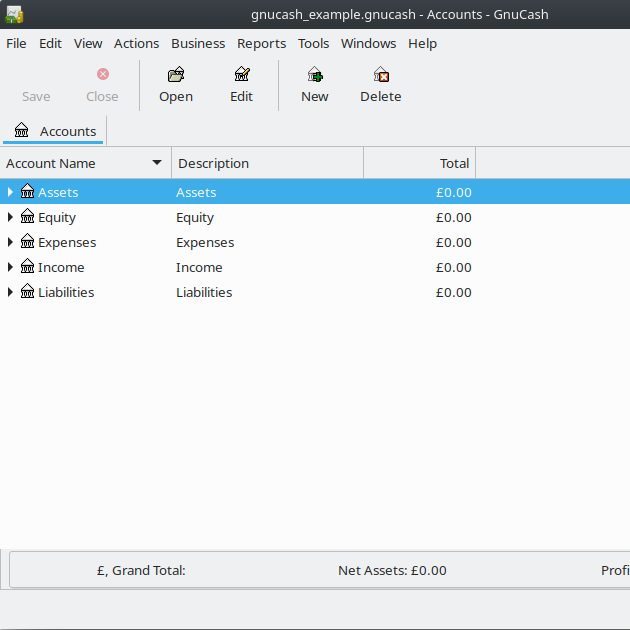 gnucash_example.gnucash - Accounts - GnuCash
File Edit View Actions Business Reports Tools Windows Help
Save Close Open Edit New Delete
Accounts
Account Name Description Total
Assets Assets £0.00
Equity Equity £0.00
Expenses Expenses £0.00
Income Income £0.00
Liabilities Liabilities £0.00
£, Grand Total: Net Assets: £0.00 Profi